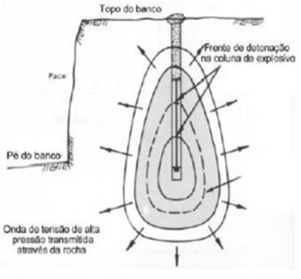 Topo do banco
Face
Frente de detonação
na coluna de explosivo
Pé do banco
Onda de tensão de alta
pressão transmitida
através da rocha